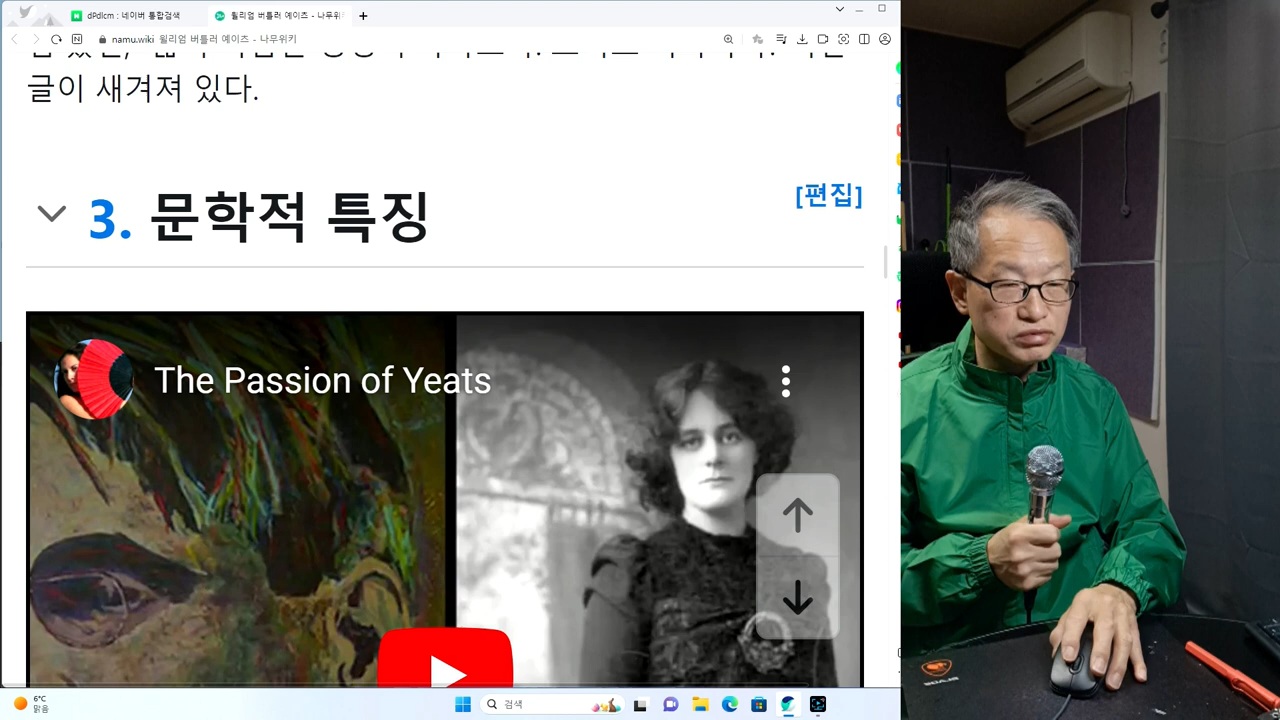 dPdlcm : 네이버 통합검색
윌리엄 버틀러 예이츠 - 나무위키
namu.wiki 윌리엄 버틀러 예이츠 - 나무위키
글이 새겨져 있다.
3. 문학적 특징
[편집]
The Passion of Yeats
6°C
맑음
검색